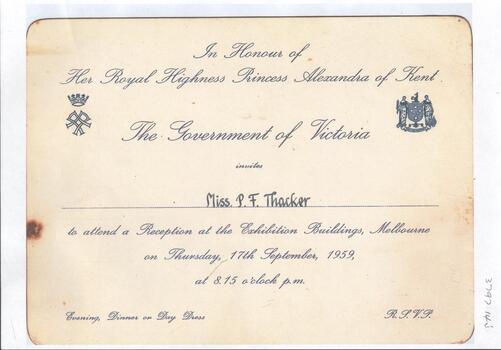 In Honour of
Her Royal Highness Princess Alexandra of Kent
The Government of Victoria
invites
Miss P. F. Thacker
to attend a Reception at the Exhibition Buildings, Melbourne
on Thursday, 17th September, 1959,
at 8.15 o'clock p.m.
Evening, Dinner or Day Dress
R.S.V.P.